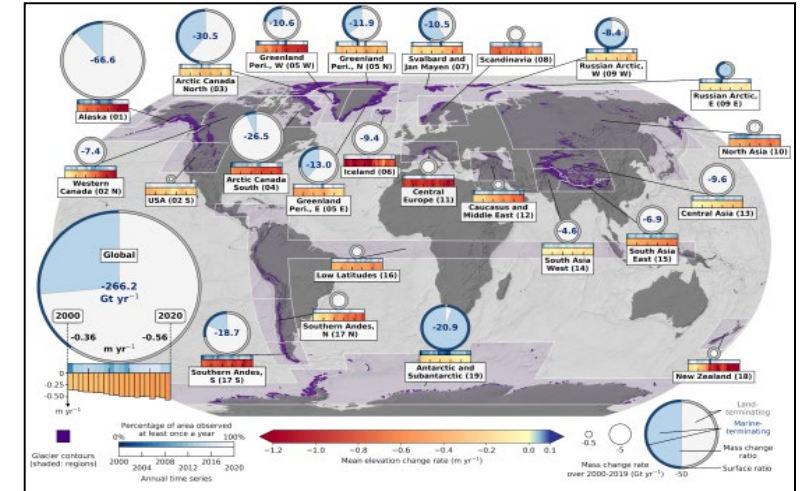 -66.6
Alaska (01)
-30.5
Arctic Canada
North (03)
-10.6
Greenland
Peri., W (05 W)
-11.9
Greenland
Peri., N (05 N)
-10.5
Svalbard and
Jan Mayen (07)
Scandinavia (08)
-8.4
Russian Arctic,
W (09 W)
Russian Arctic,
E (09 E)
North Asia (10)
-7.4
Western
Canada (02 N)
USA (02 S)
-26.5
Arctic Canada
South (04)
-13.0
Greenland
Peri., E (05 E)
-9.4
Iceland (06)
Central
Europe (11)
Caucasus and
Middle East (12)
-9.6
Central Asia (13)
-4.6
South Asia
West (14)
-6.9
South Asia
East (15)
Low Latitudes (16)
Southern Andes,
N (17 N)
-18.7
Southern Andes,
S (17 S)
-20.9
Antarctic and
Subantarctic (19)
New Zealand (18)
Global
-266.2
Gt yr⁻¹
2000
2020
-0.36
-0.56
m yr⁻¹
0
-0.25
-0.50
m yr⁻¹
Glacier contours
(shaded: regions)
Percentage of area observed
at least once a year
0%
100%
2000 2008 2016
2004 2012 2020
Annual time series
−1.2 −1.0 −0.8 −0.6 −0.4 −0.2 0.0 0.1
Mean elevation change rate (m yr⁻¹)
-0.5
-5
-50
Mass change rate
over 2000-2019 (Gt yr⁻¹)
Land-
terminating
Marine-
terminating
Mass change
ratio
Surface ratio